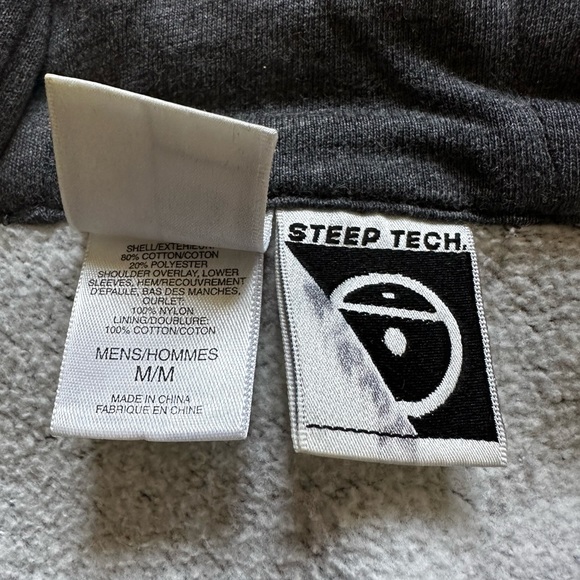 SHELL/EXTERIEUR:
80% COTTON/COTON
20% POLYESTER
SHOULDER OVERLAY, LOWER
SLEEVES, HEM/RECOUVREMENT
D'EPAULE, BAS DES MANCHES,
OURLET:
100% NYLON
LINING/DOUBLURE:
100% COTTON/COTON
MENS/HOMMES
M/M
MADE IN CHINA
FABRIQUE EN CHINE
STEEP TECH.